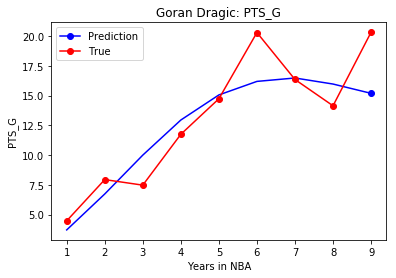 Goran Dragic: PTS_G
Prediction
True
20.0
17.5
15.0
12.5
10.0
7.5
5.0
PTS_G
1 2 3 4 5 6 7 8 9
Years in NBA